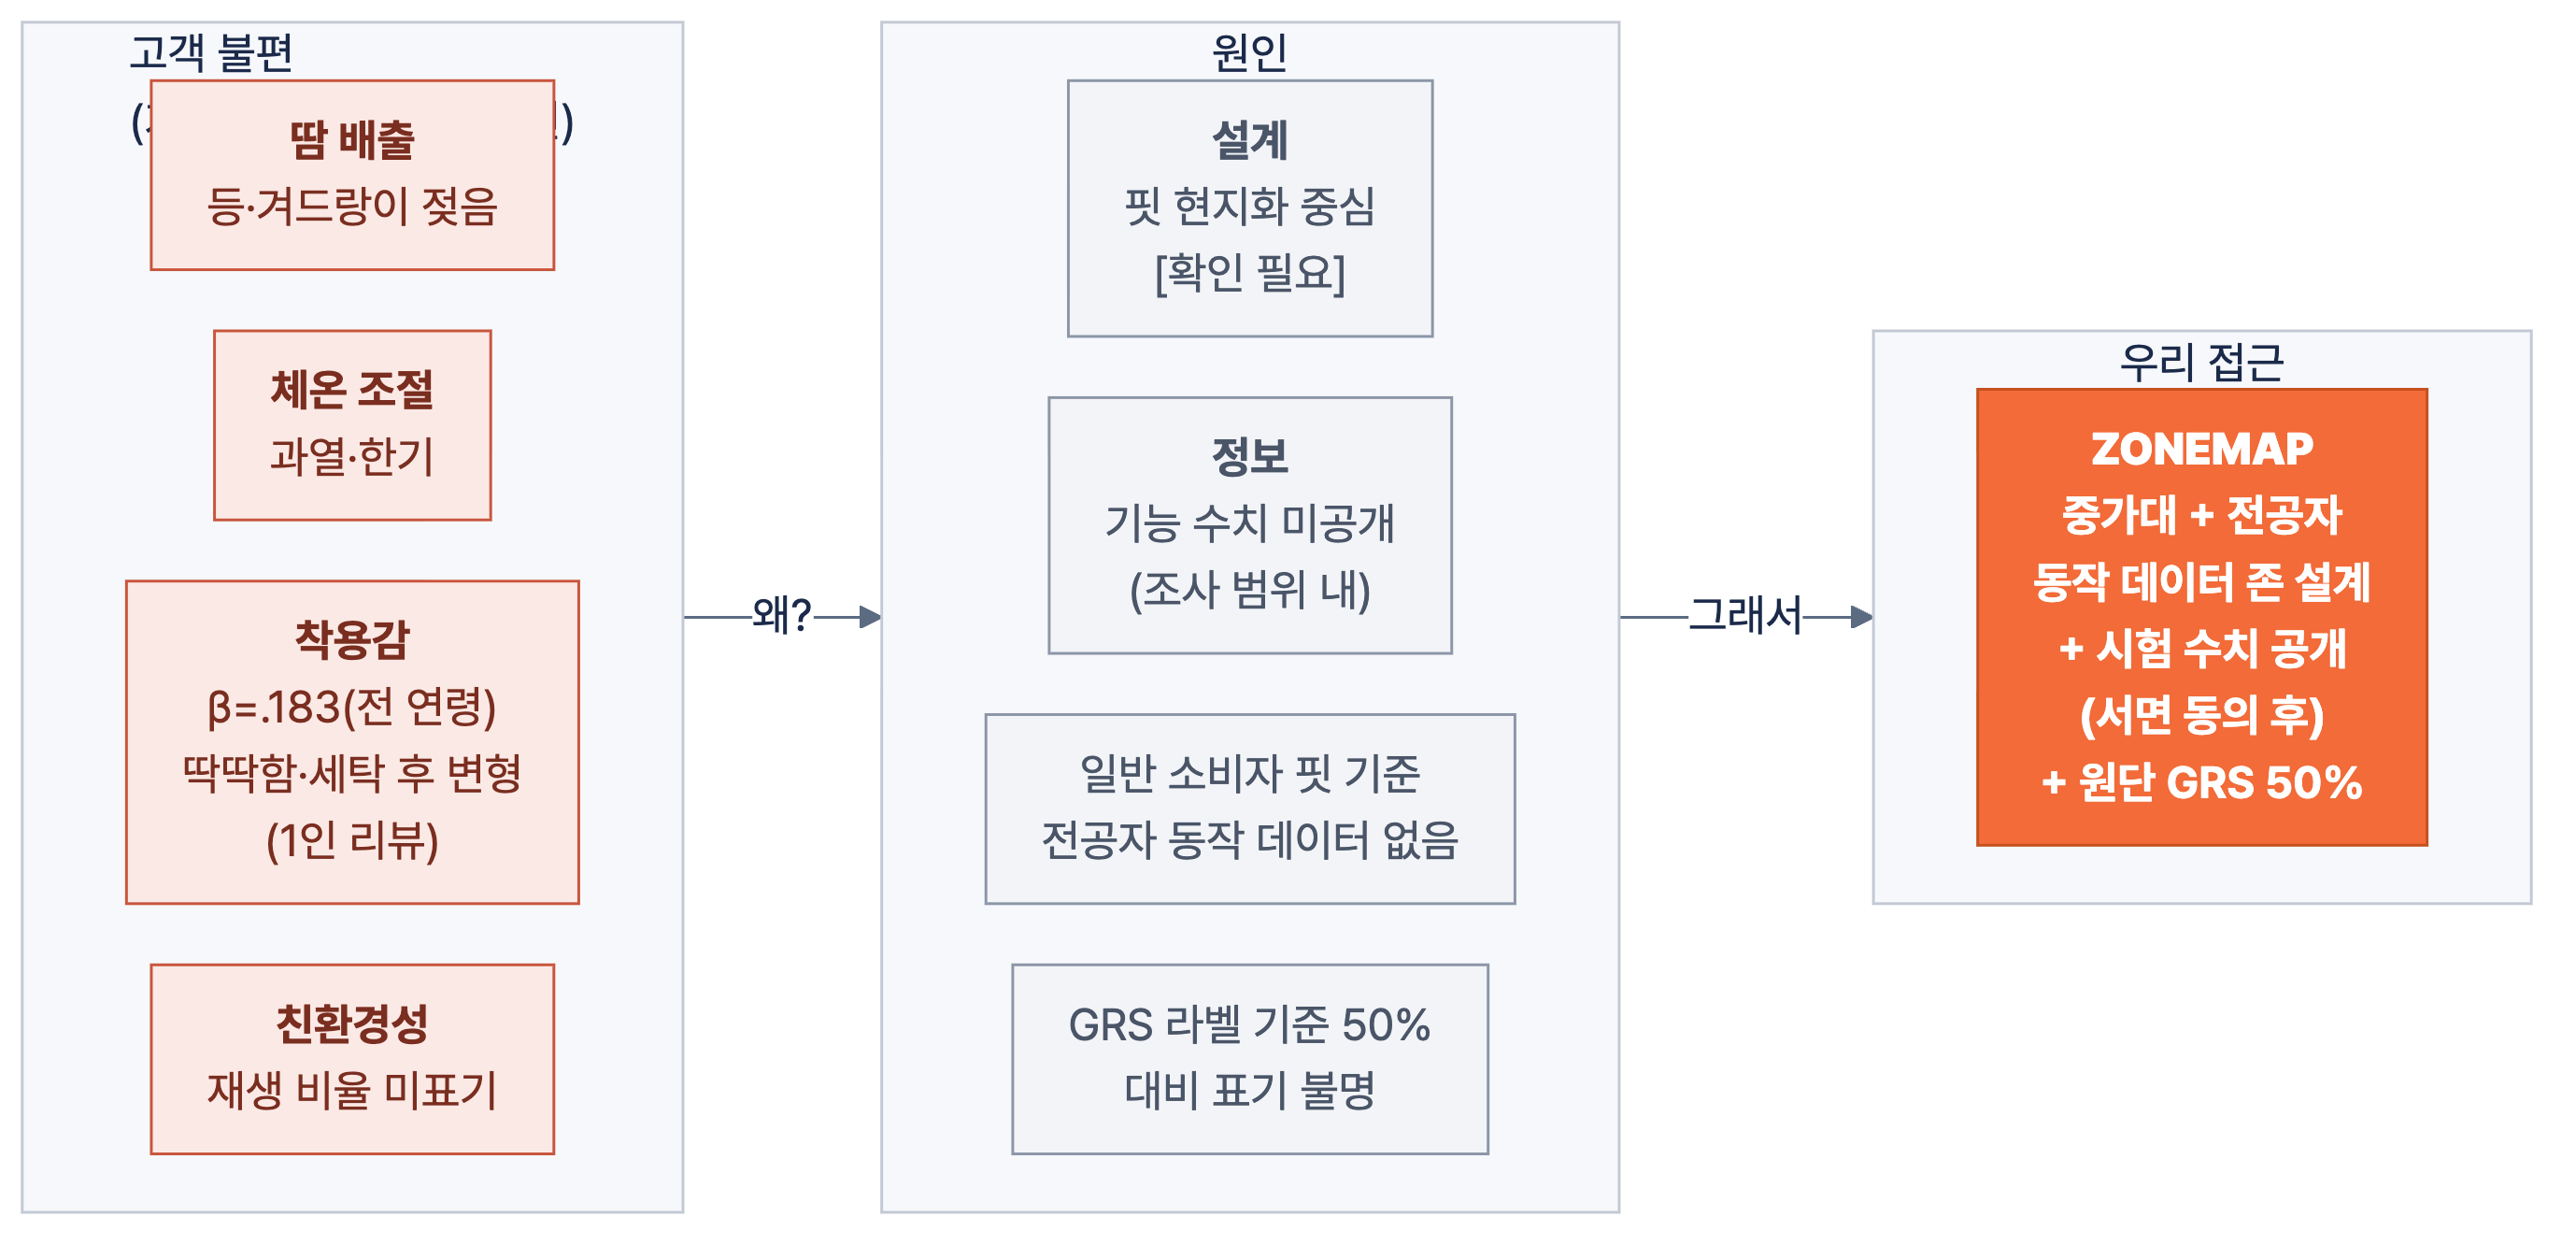 고객 불편
땀 배출
등·겨드랑이 젖음
체온 조절
과열·한기
착용감
β=.183(전 연령)
딱딱함·세탁 후 변형
(1인 리뷰)
친환경성
재생 비율 미표기
왜?
원인
설계
핏 현지화 중심
[확인 필요]
정보
기능 수치 미공개
(조사 범위 내)
일반 소비자 핏 기준
전공자 동작 데이터 없음
GRS 라벨 기준 50%
대비 표기 불명
그래서
우리 접근
ZONEMAP
중가대 + 전공자
동작 데이터 존 설계
+ 시험 수치 공개
(서면 동의 후)
+ 원단 GRS 50%